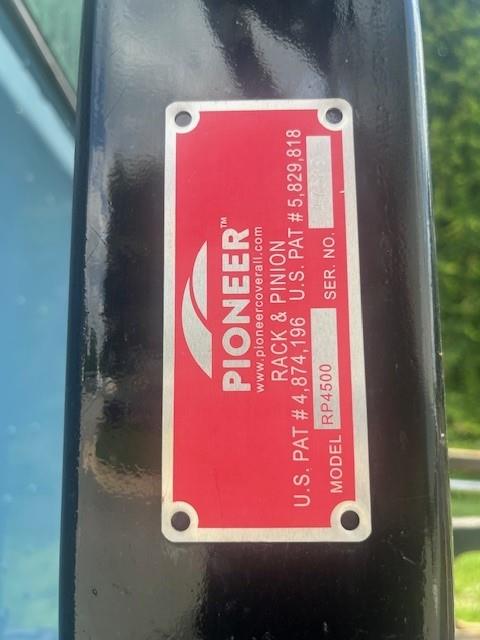 PIONEER™
www.pioneercoverall.com
RACK & PINION
U.S. PAT # 4,874,196 U.S. PAT # 5,829,818
MODEL RP4500 SER. NO.